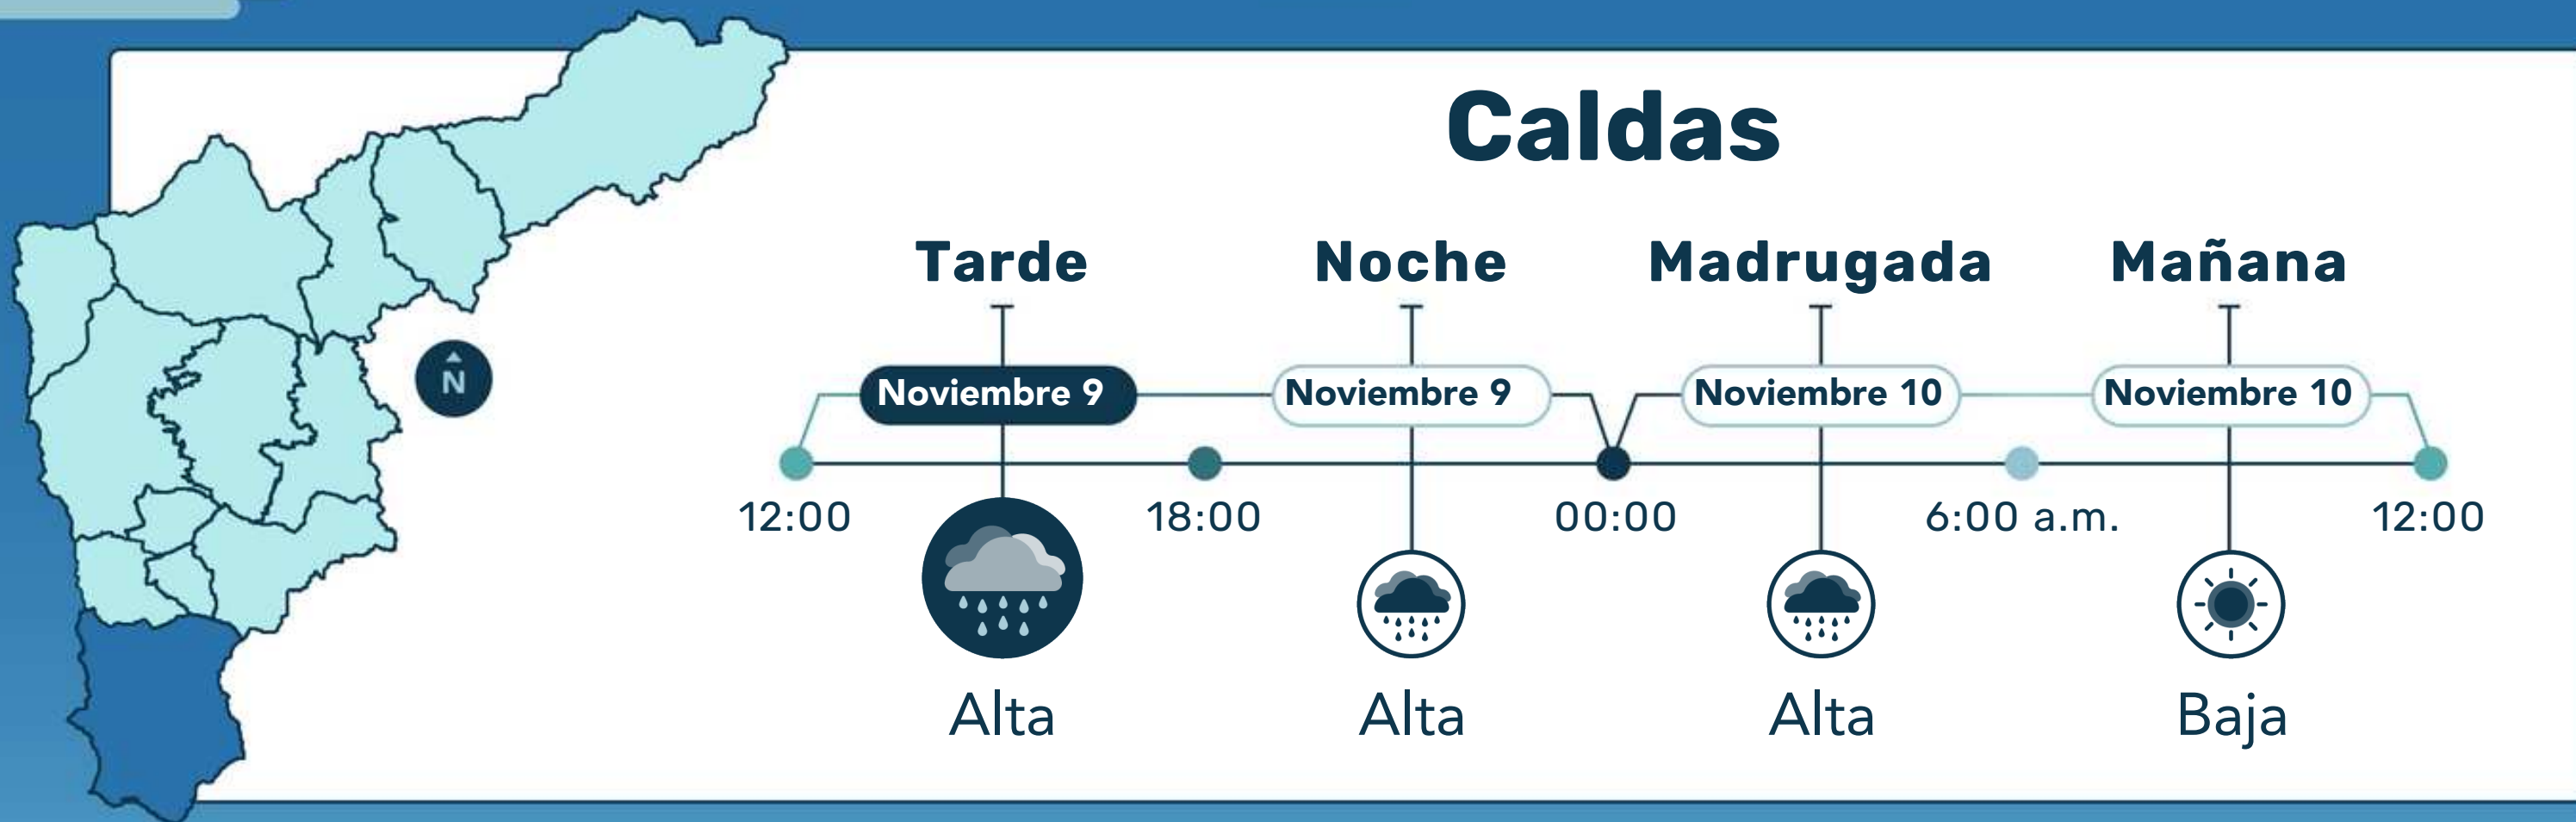 Caldas
Tarde Noche Madrugada Mañana
N
Noviembre 9 Noviembre 9 Noviembre 10 Noviembre 10
12:00 18:00 00:00 6:00 a.m. 12:00
Alta Alta Alta Baja